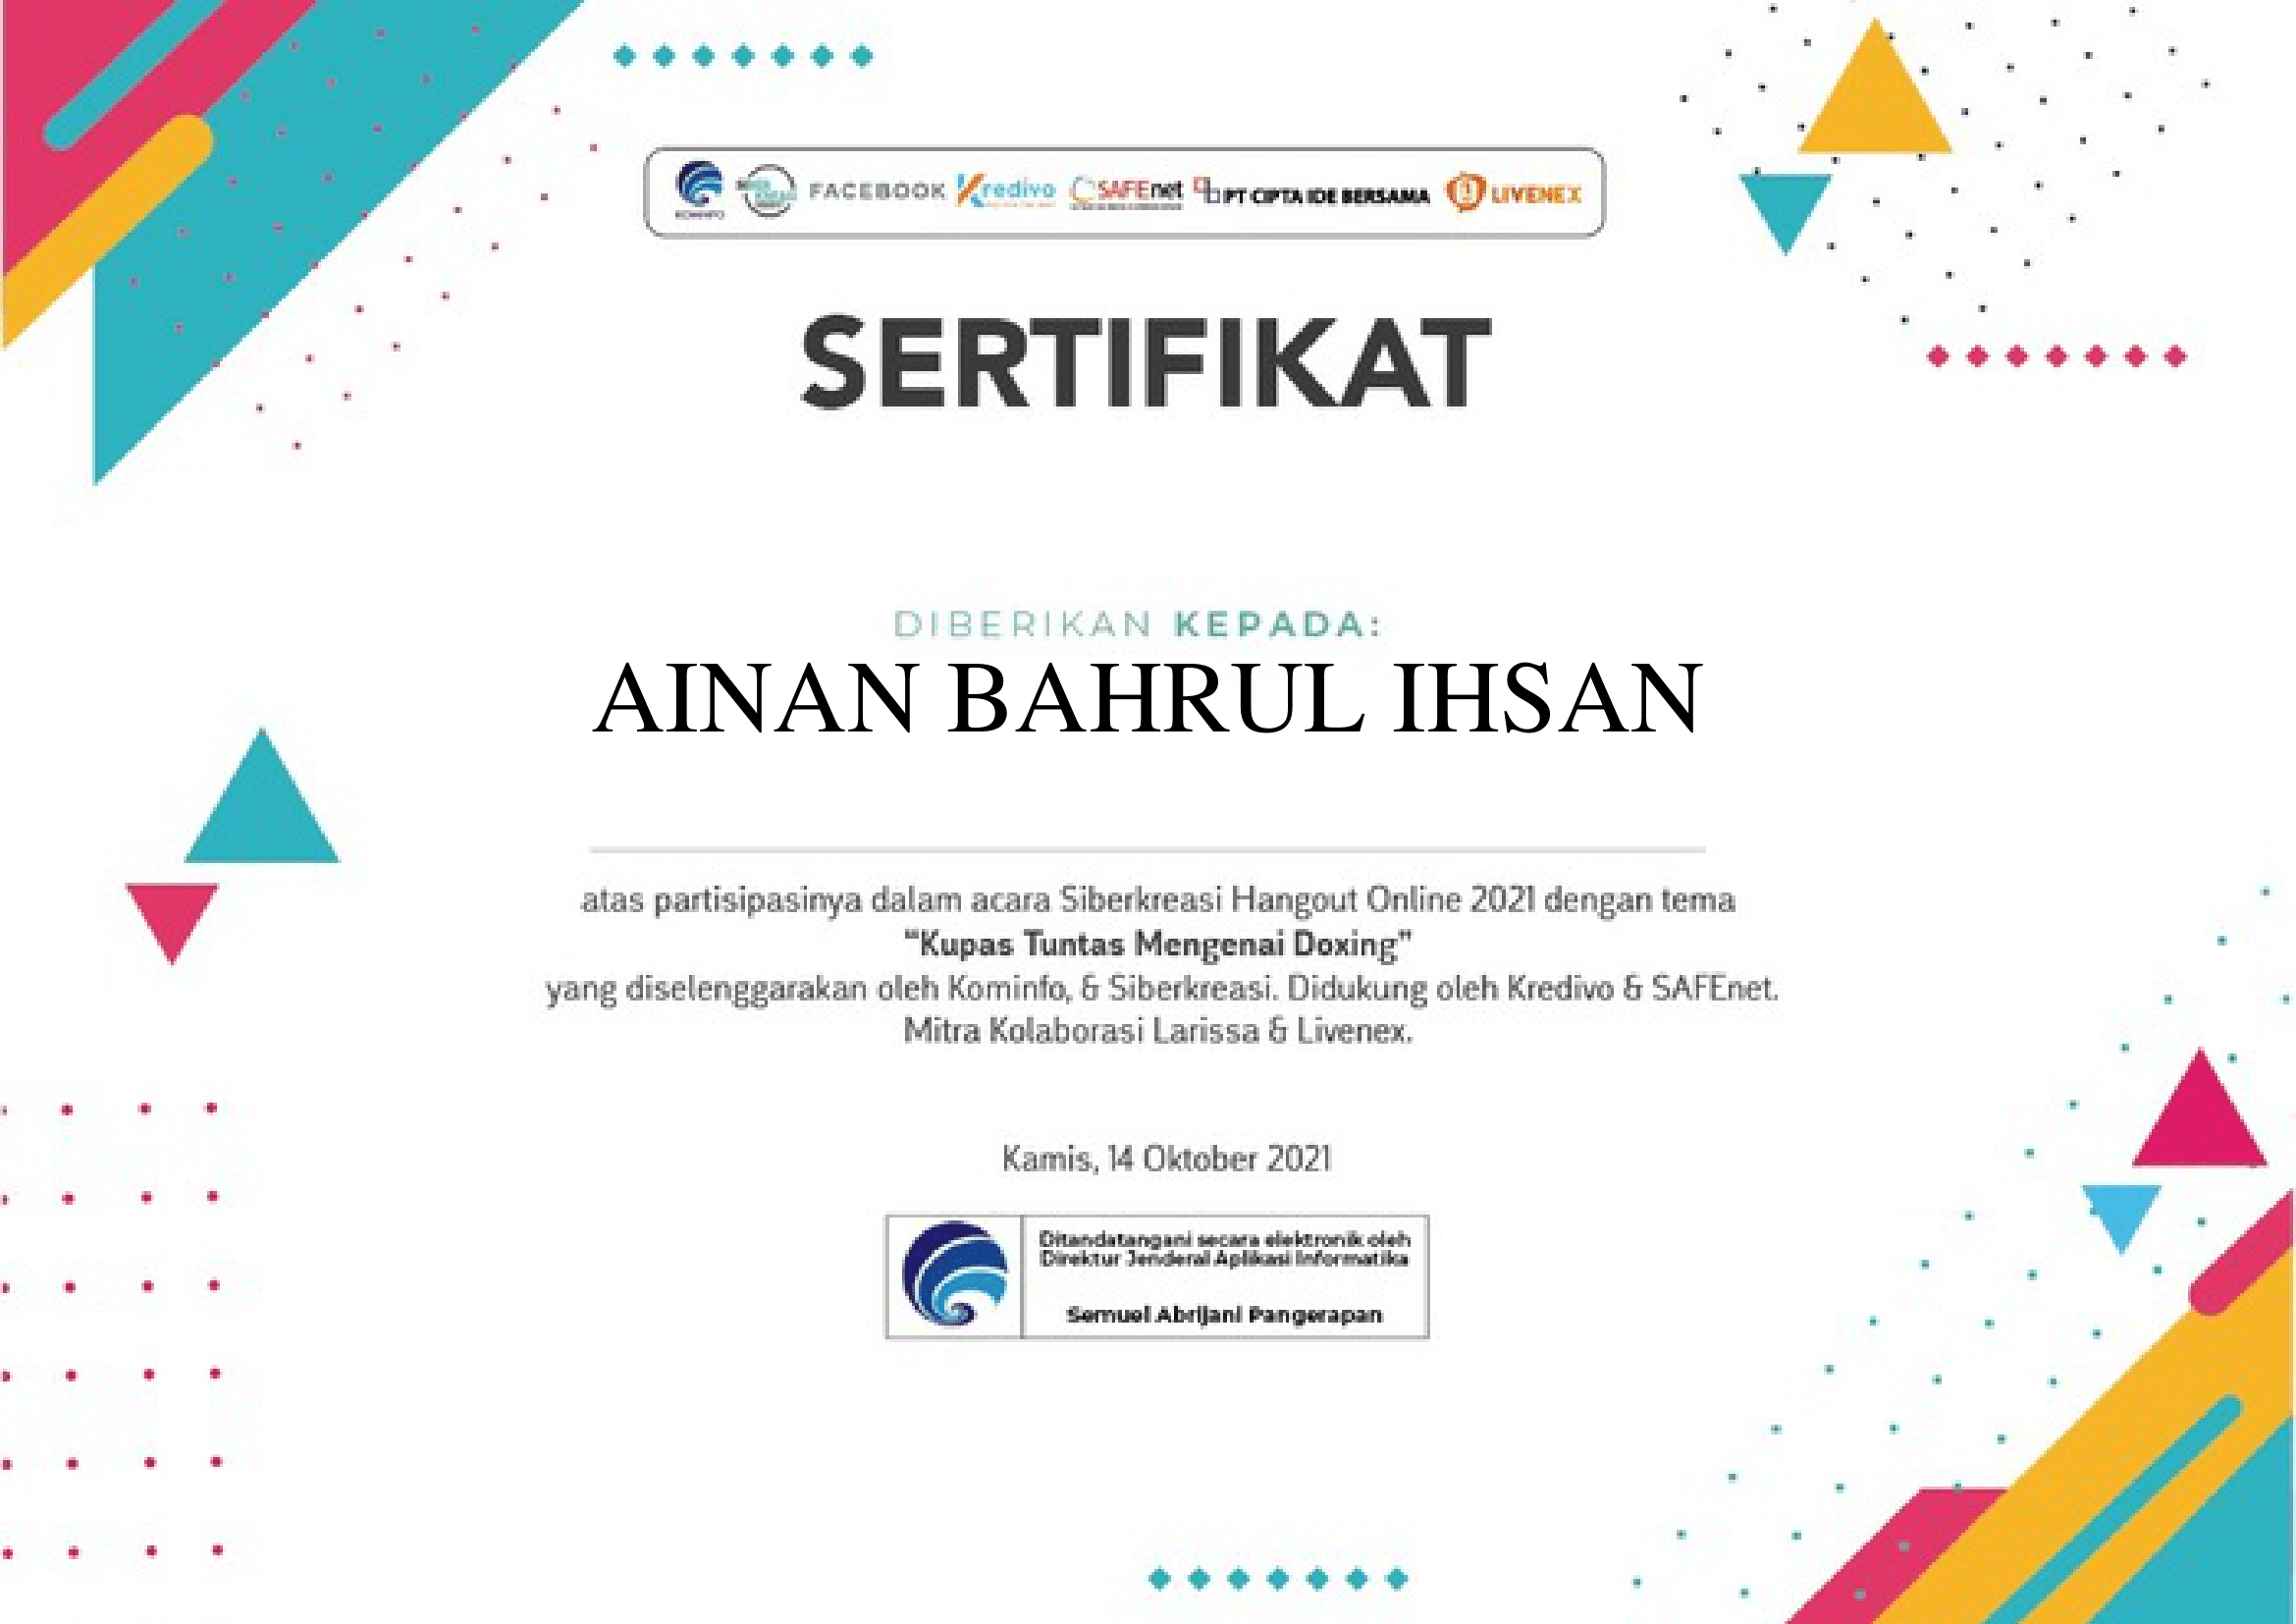 KOMINFO
FACEBOOK Kredivo SAFEnet PT CIPTA IDE BERSAMA LIVENEX
SERTIFIKAT
DIBERIKAN KEPADA:
AINAN BAHRUL IHSAN
atas partisipasinya dalam acara Siberkreasi Hangout Online 2021 dengan tema
“Kupas Tuntas Mengenai Doxing”
yang diselenggarakan oleh Kominfo, & Siberkreasi. Didukung oleh Kredivo & SAFEnet.
Mitra Kolaborasi Larissa & Livenex.
Kamis, 14 Oktober 2021
Ditandatangani secara elektronik oleh
Direktur Jenderal Aplikasi Informatika
Semuel Abrijani Pangerapan